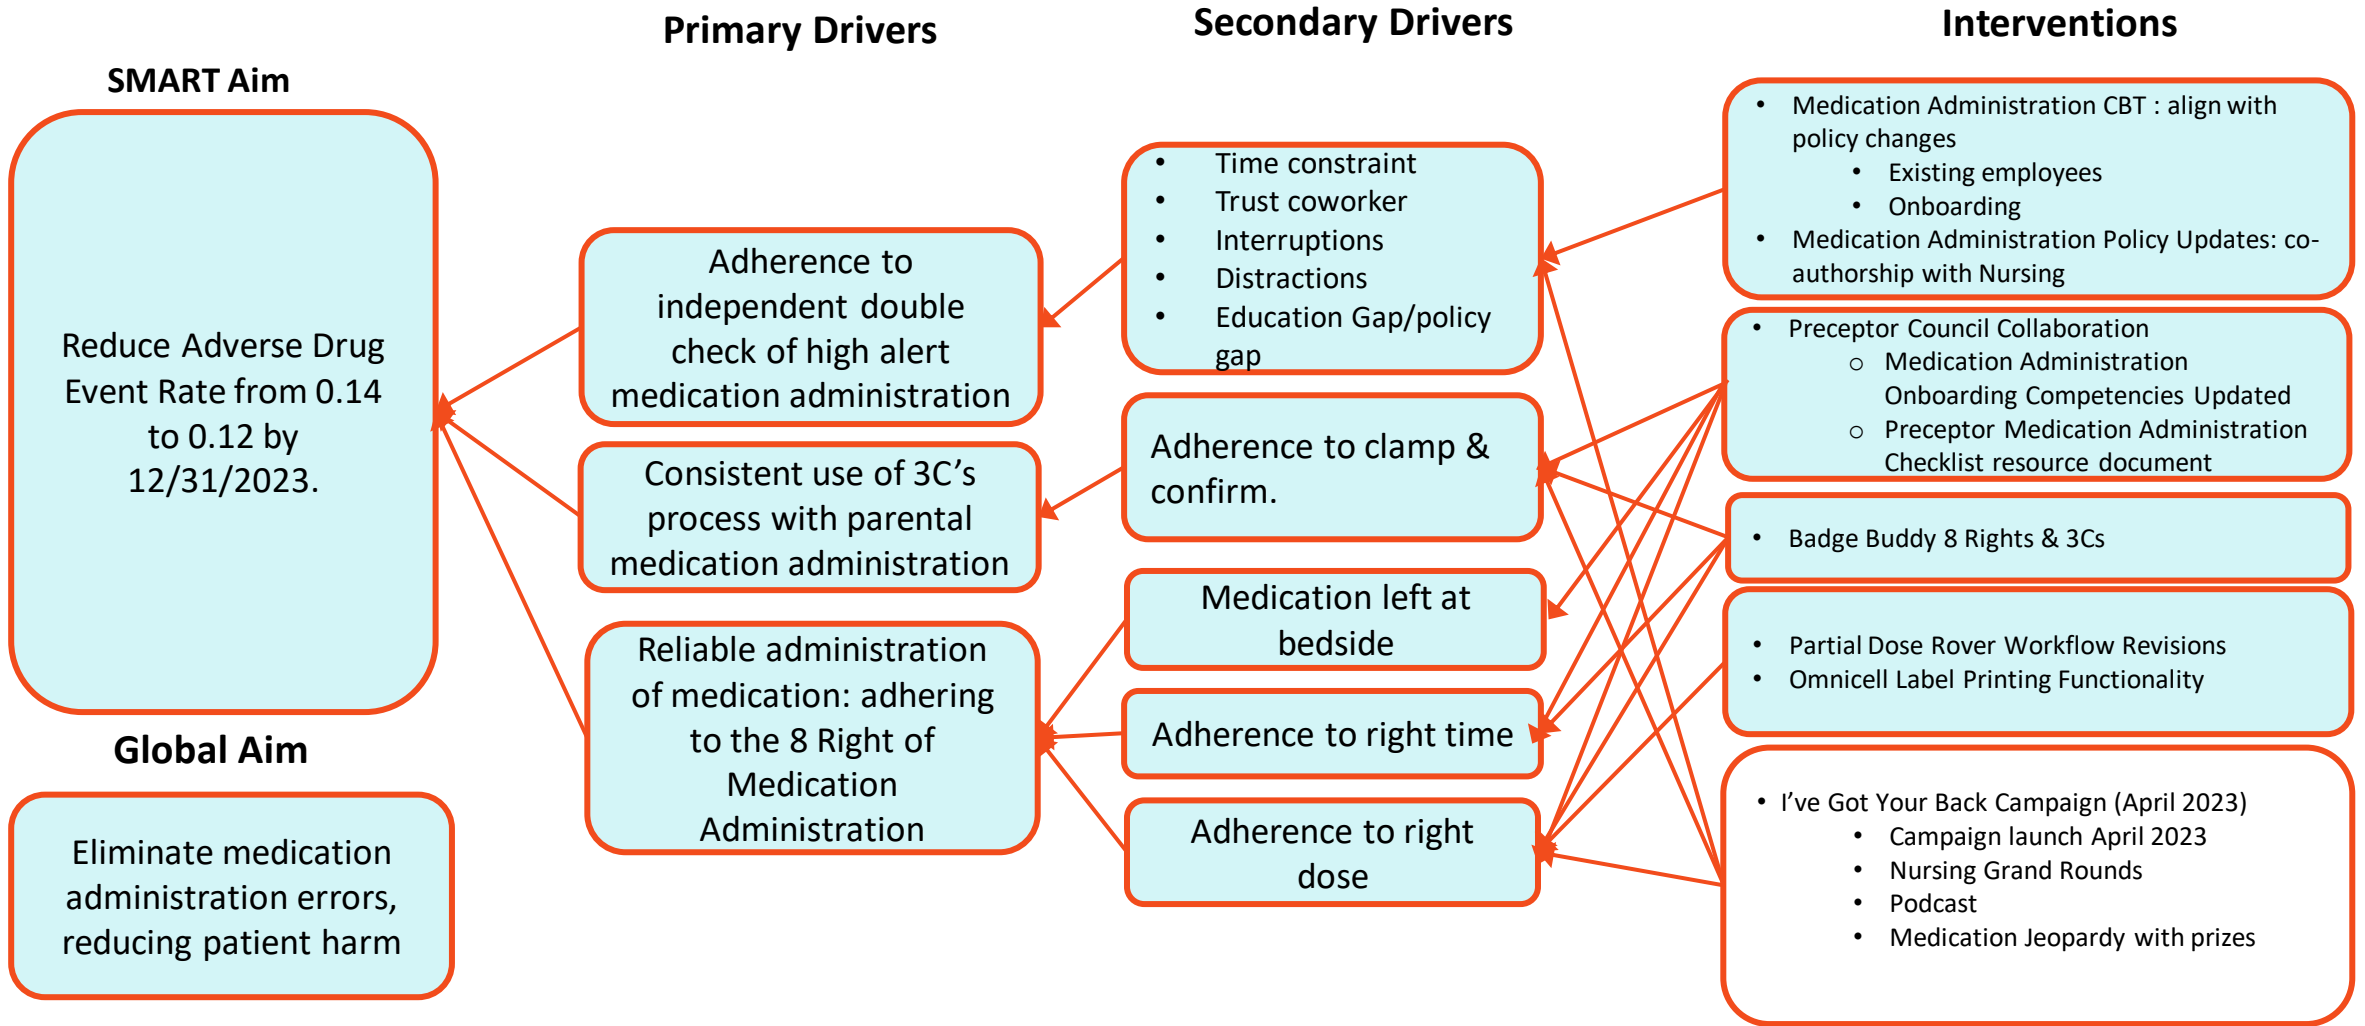 Primary Drivers
Secondary Drivers
Interventions
SMART Aim
Reduce Adverse Drug
Event Rate from 0.14
to 0.12 by
12/31/2023.
Global Aim
Eliminate medication
administration errors,
reducing patient harm
Adherence to
independent double
check of high alert
medication administration
Consistent use of 3C’s
process with parental
medication administration
Reliable administration
of medication: adhering
to the 8 Right of
Medication
Administration
• Time constraint
• Trust coworker
• Interruptions
• Distractions
• Education Gap/policy
gap
Adherence to clamp &
confirm.
Medication left at
bedside
Adherence to right time
Adherence to right
dose
• Medication Administration CBT : align with
policy changes
• Existing employees
• Onboarding
• Medication Administration Policy Updates: co-
authorship with Nursing
• Preceptor Council Collaboration
o Medication Administration
Onboarding Competencies Updated
o Preceptor Medication Administration
Checklist resource document
• Badge Buddy 8 Rights & 3Cs
• Partial Dose Rover Workflow Revisions
• Omnicell Label Printing Functionality
• I’ve Got Your Back Campaign (April 2023)
• Campaign launch April 2023
• Nursing Grand Rounds
• Podcast
• Medication Jeopardy with prizes